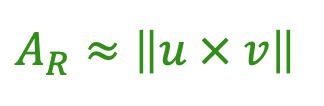 A_R ≈ ‖u × v‖